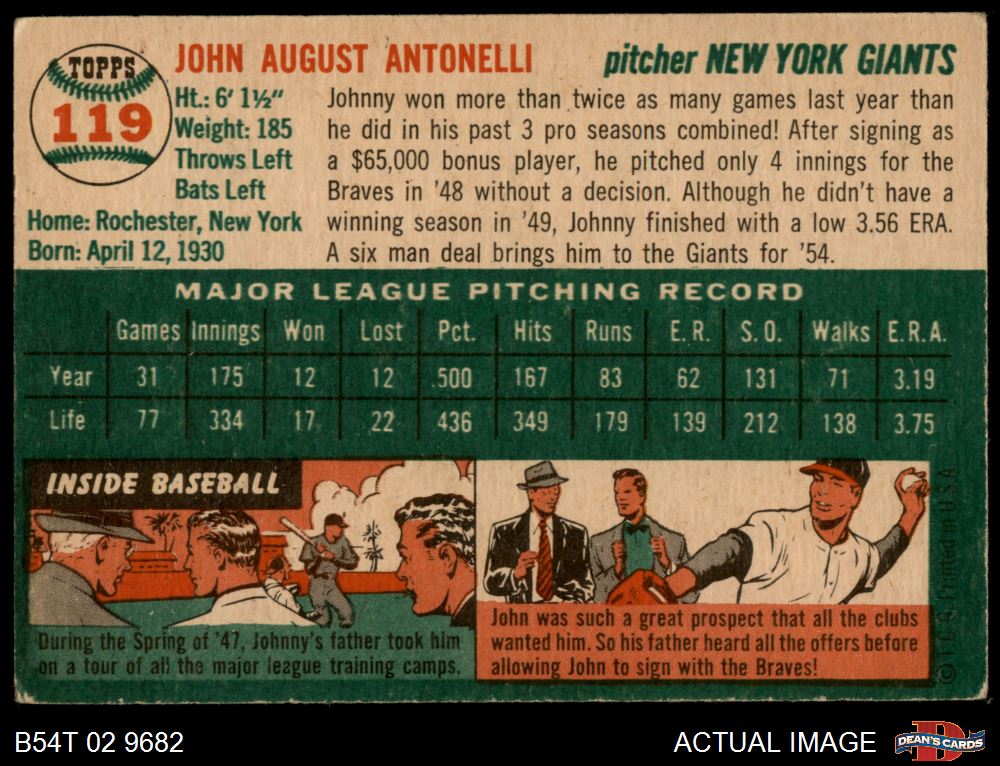 TOPPS
119
JOHN AUGUST ANTONELLI
pitcher NEW YORK GIANTS
Ht.: 6' 1½"
Weight: 185
Throws Left
Bats Left
Home: Rochester, New York
Born: April 12, 1930
Johnny won more than twice as many games last year than
he did in his past 3 pro seasons combined! After signing as
a $65,000 bonus player, he pitched only 4 innings for the
Braves in '48 without a decision. Although he didn't have a
winning season in '49, Johnny finished with a low 3.56 ERA.
A six man deal brings him to the Giants for '54.
MAJOR LEAGUE PITCHING RECORD
Games Innings Won Lost Pct. Hits Runs E. R. S. O. Walks E. R. A.
Year 31 175 12 12 .500 167 83 62 131 71 3.19
Life 77 334 17 22 .436 349 179 139 212 138 3.75
INSIDE BASEBALL
During the Spring of '47, Johnny's father took him
on a tour of all the major league training camps.
John was such a great prospect that all the clubs
wanted him. So his father heard all the offers before
allowing John to sign with the Braves!
© T. C. G. Printed in U. S. A.
B54T 02 9682
ACTUAL IMAGE
D
DEAN'S CARDS